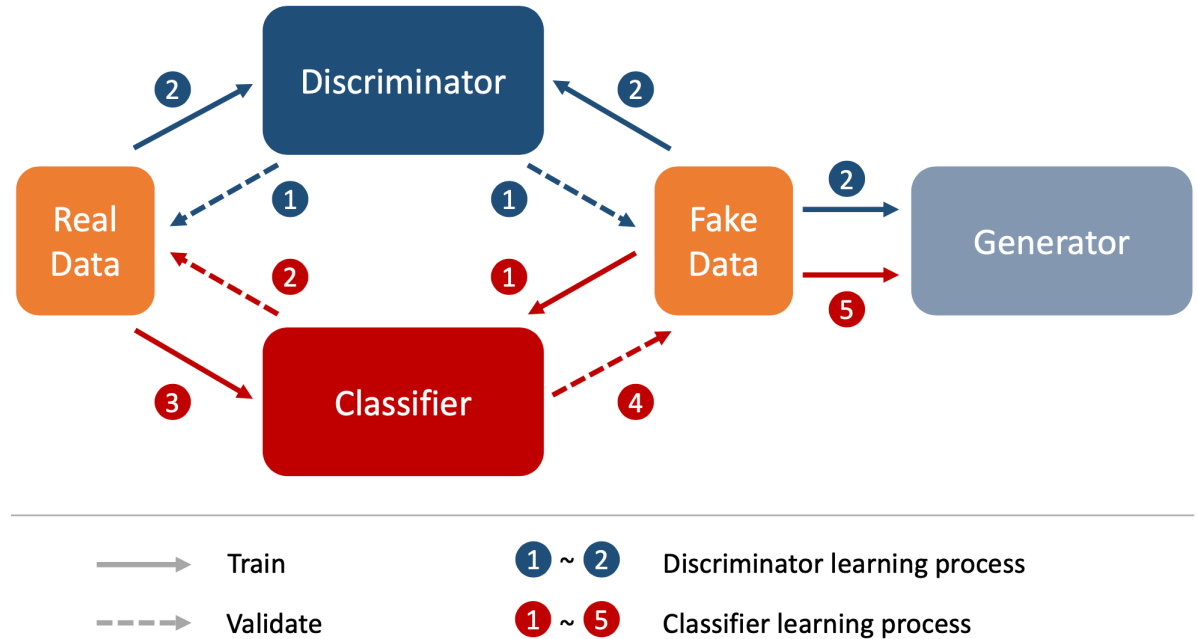 Discriminator
2
2
Real
Data
1
1
Fake
Data
2
Generator
2
1
5
Classifier
3
4
Train
1 ~ 2
Discriminator learning process
Validate
1 ~ 5
Classifier learning process